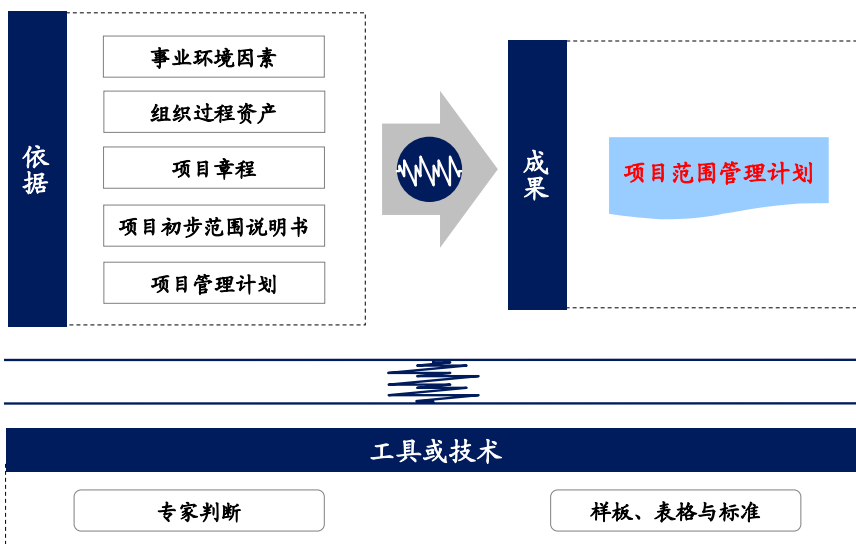 依据
事业环境因素
组织过程资产
项目章程
项目初步范围说明书
项目管理计划
成果
项目范围管理计划
工具或技术
专家判断
样板、表格与标准